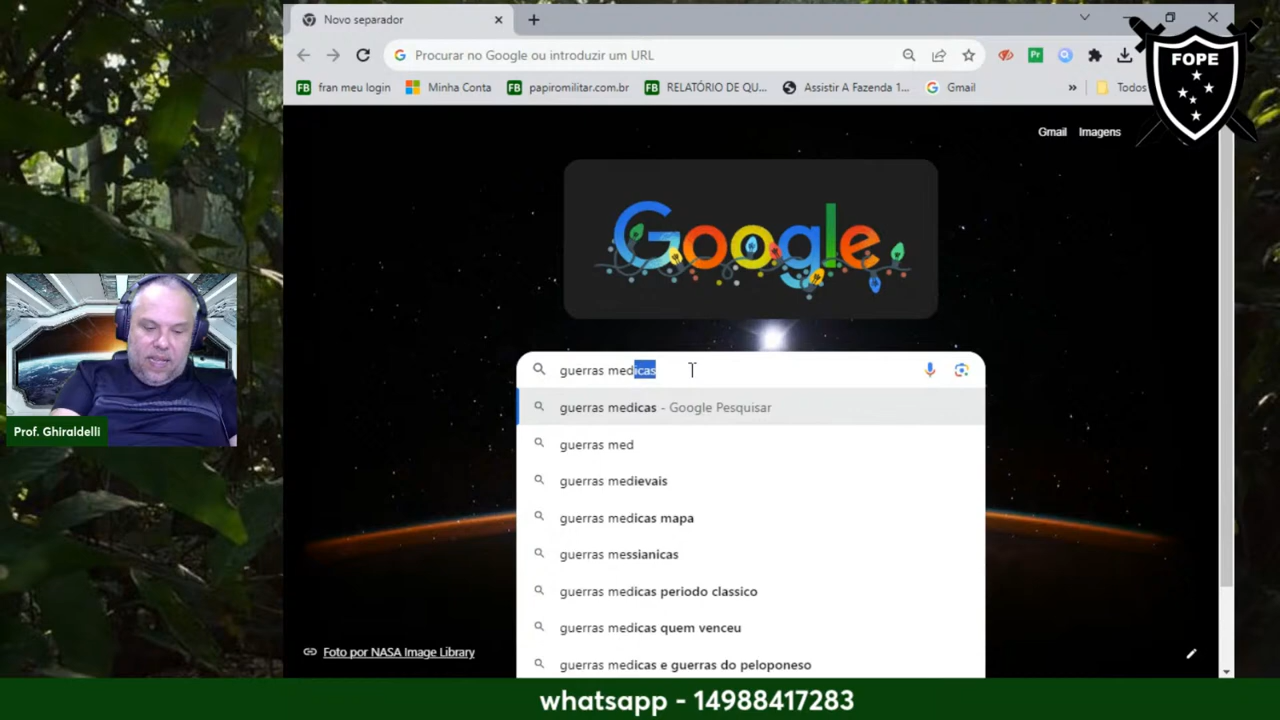 Novo separador
FOPE
Procurar no Google ou introduzir um URL
fran meu login
Minha Conta
papiromilitar.com.br
RELATÓRIO DE QU...
Assistir A Fazenda 1...
Gmail
»
Todos
Gmail
Imagens
Google
guerras medicas
guerras medicas - Google Pesquisar
guerras med
guerras medievais
guerras medicas mapa
guerras messianicas
guerras medicas periodo classico
guerras medicas quem venceu
guerras medicas e guerras do peloponeso
Prof. Ghiraldelli
Foto por NASA Image Library
whatsapp - 14988417283